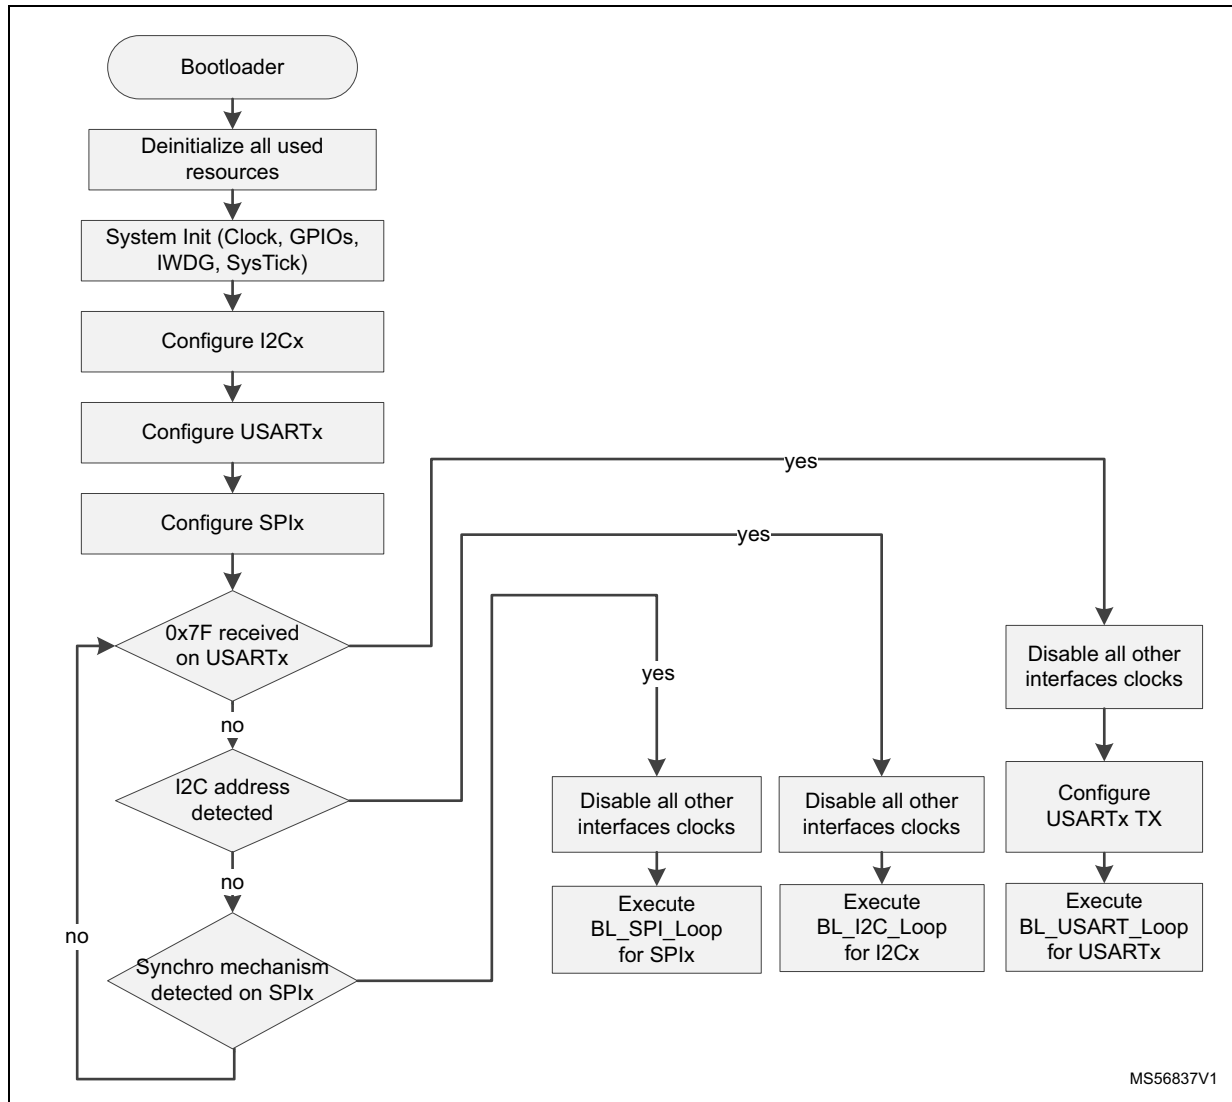 Bootloader
Deinitialize all used
resources
System Init (Clock, GPIOs,
IWDG, SysTick)
Configure I2Cx
Configure USARTx
Configure SPIx
0x7F received
on USARTx
yes
no
I2C address
detected
yes
no
Synchro mechanism
detected on SPIx
yes
no
Disable all other
interfaces clocks
Execute
BL_SPI_Loop
for SPIx
Disable all other
interfaces clocks
Execute
BL_I2C_Loop
for I2Cx
Disable all other
interfaces clocks
Configure
USARTx TX
Execute
BL_USART_Loop
for USARTx
MS56837V1